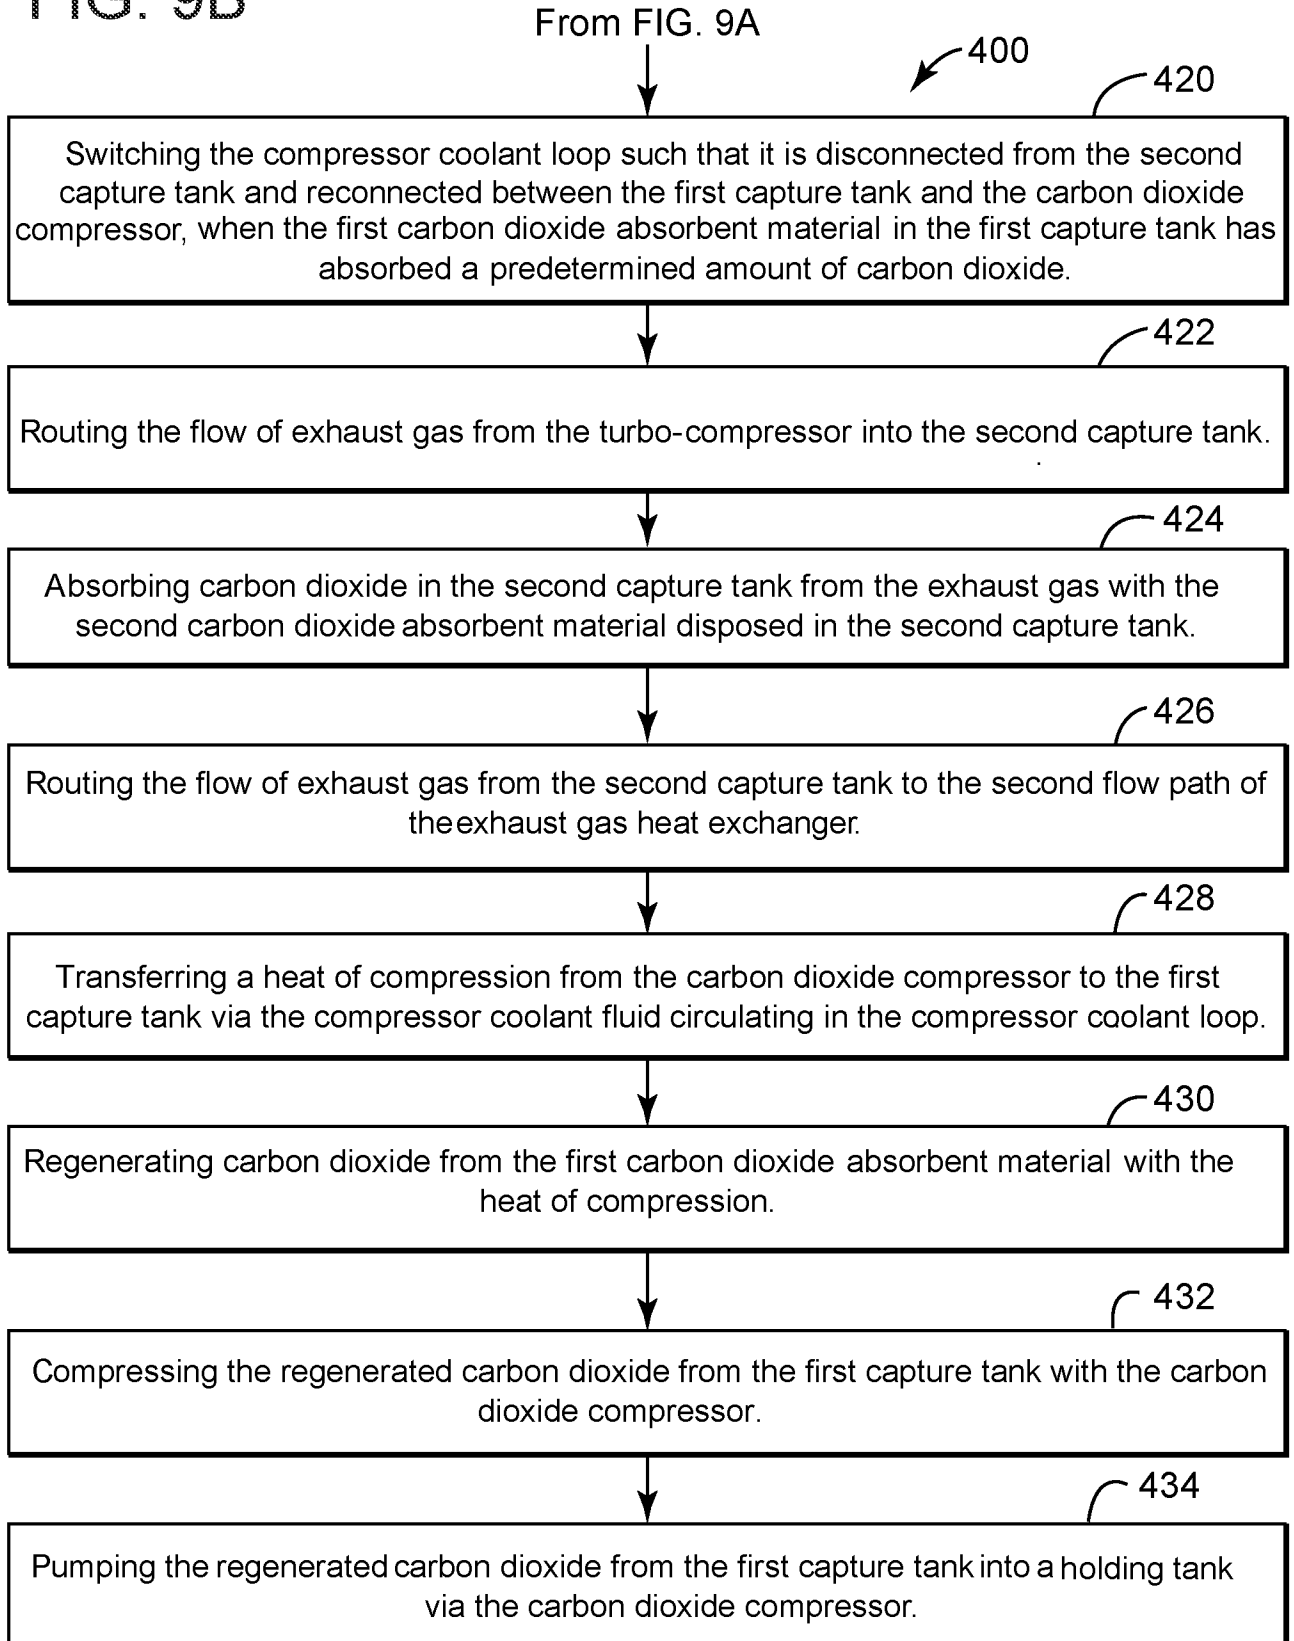 FIG. 9B
From FIG. 9A
400
420
Switching the compressor coolant loop such that it is disconnected from the second
capture tank and reconnected between the first capture tank and the carbon dioxide
compressor, when the first carbon dioxide absorbent material in the first capture tank has
absorbed a predetermined amount of carbon dioxide.
422
Routing the flow of exhaust gas from the turbo-compressor into the second capture tank.
424
Absorbing carbon dioxide in the second capture tank from the exhaust gas with the
second carbon dioxide absorbent material disposed in the second capture tank.
426
Routing the flow of exhaust gas from the second capture tank to the second flow path of
theexhaust gas heat exchanger.
428
Transferring a heat of compression from the carbon dioxide compressor to the first
capture tank via the compressor coolant fluid circulating in the compressor coolant loop.
430
Regenerating carbon dioxide from the first carbon dioxide absorbent material with the
heat of compression.
432
Compressing the regenerated carbon dioxide from the first capture tank with the carbon
dioxide compressor.
434
Pumping the regenerated carbon dioxide from the first capture tank into a holding tank
via the carbon dioxide compressor.